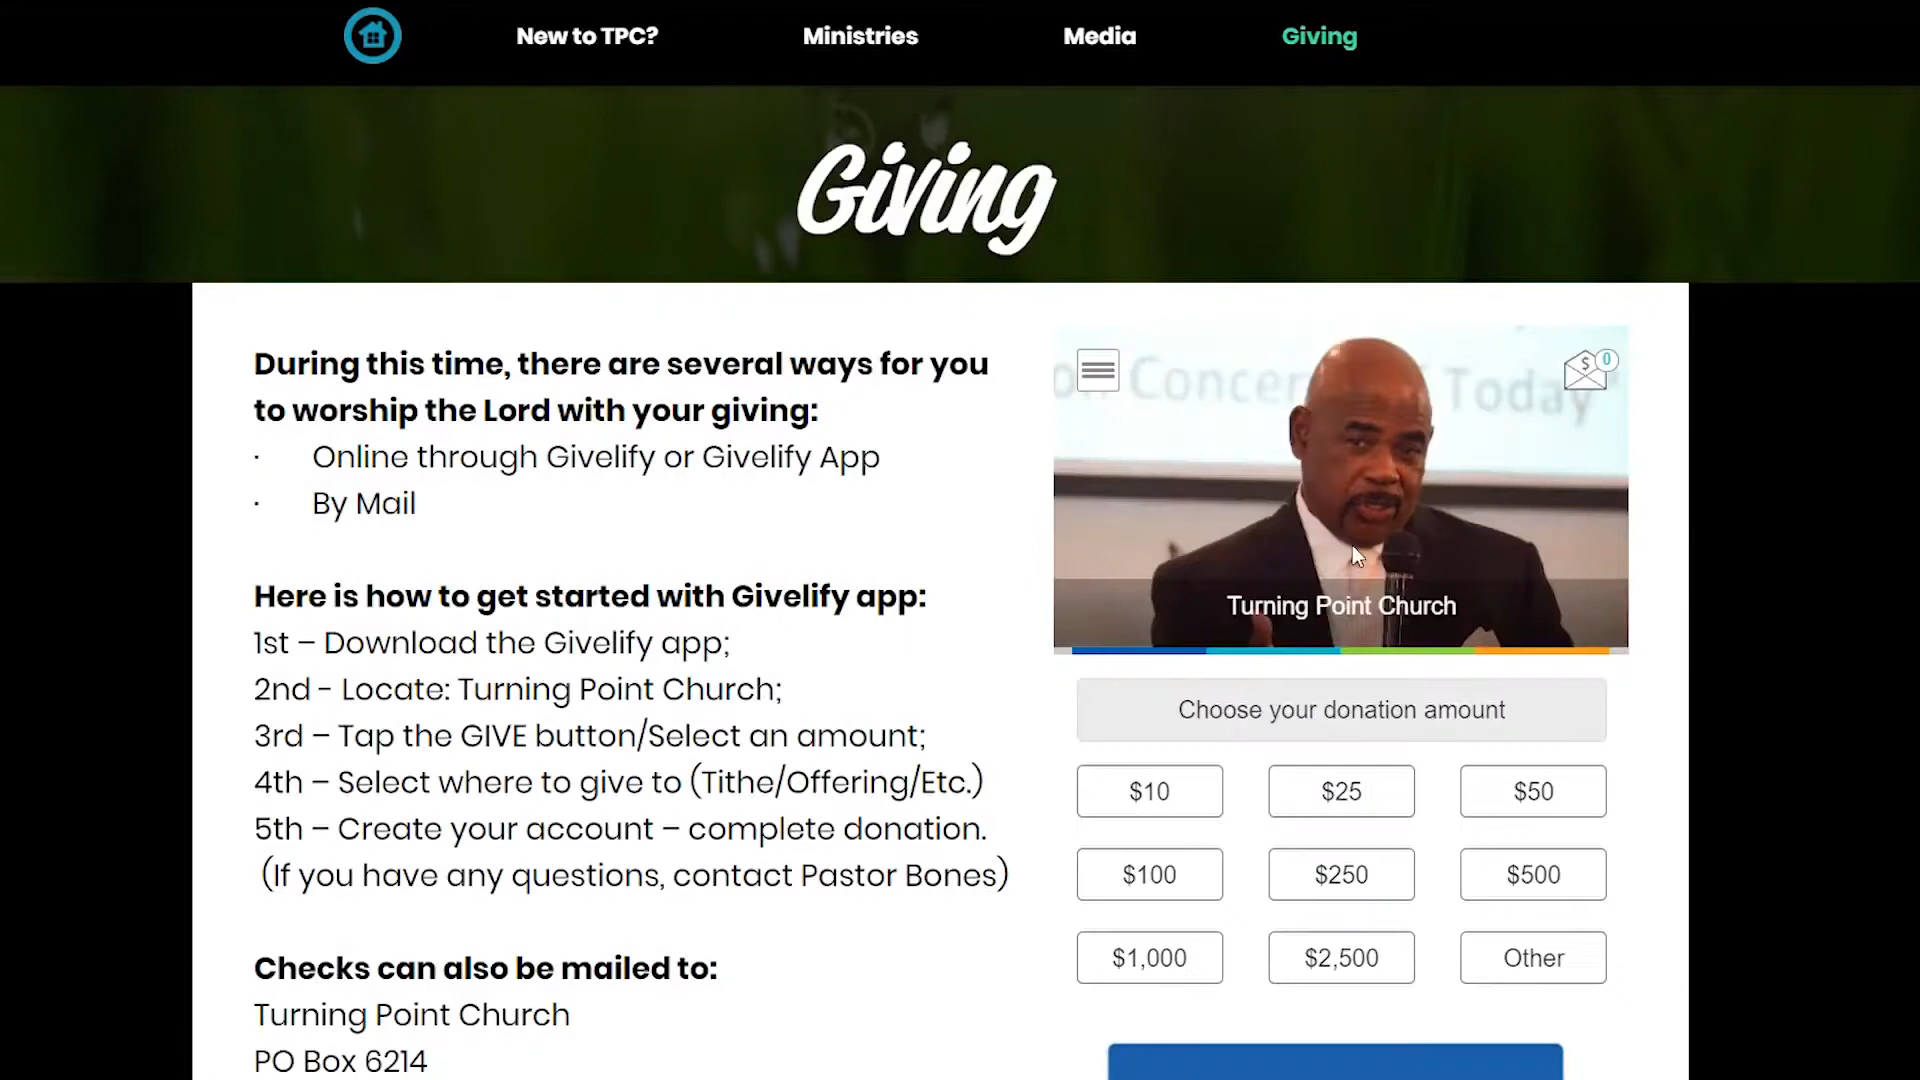 New to TPC?
Ministries
Media
Giving
Giving
During this time, there are several ways for you
to worship the Lord with your giving:
· Online through Givelify or Givelify App
· By Mail
Here is how to get started with Givelify app:
1st – Download the Givelify app;
2nd - Locate: Turning Point Church;
3rd – Tap the GIVE button/Select an amount;
4th – Select where to give to (Tithe/Offering/Etc.)
5th – Create your account – complete donation.
(If you have any questions, contact Pastor Bones)
Checks can also be mailed to:
Turning Point Church
PO Box 6214
$ 0
Today
Turning Point Church
Choose your donation amount
$10
$25
$50
$100
$250
$500
$1,000
$2,500
Other